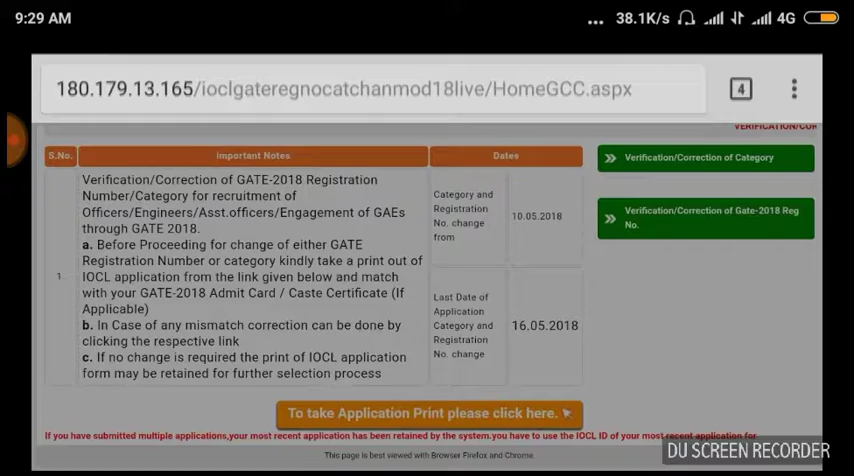 9:29 AM
... 38.1K/s 4G
180.179.13.165/ioclgateregnocatchanmod18live/HomeGCC.aspx
4
S.No.
Important Notes
Dates
Verification/Correction of GATE-2018 Registration
Number/Category for recruitment of
Officers/Engineers/Asst.officers/Engagement of GAEs
through GATE 2018.
a. Before Proceeding for change of either GATE
Registration Number or category kindly take a print out of
IOCL application from the link given below and match
with your GATE-2018 Admit Card / Caste Certificate (If
Applicable)
b. In Case of any mismatch correction can be done by
clicking the respective link
c. If no change is required the print of IOCL application
form may be retained for further selection process
1.
Category and
Registration
No. change
from
10.05.2018
Last Date of
Application
Category and
Registration
No. change
16.05.2018
Verification/Correction of Category
Verification/Correction of Gate-2018 Reg
No.
To take Application Print please click here.
If you have submitted multiple applications,your most recent application has been retained by the system.you have to use the IOCL ID of your most recent application for
This page is best viewed with Browser Firefox and Chrome.
DU SCREEN RECORDER